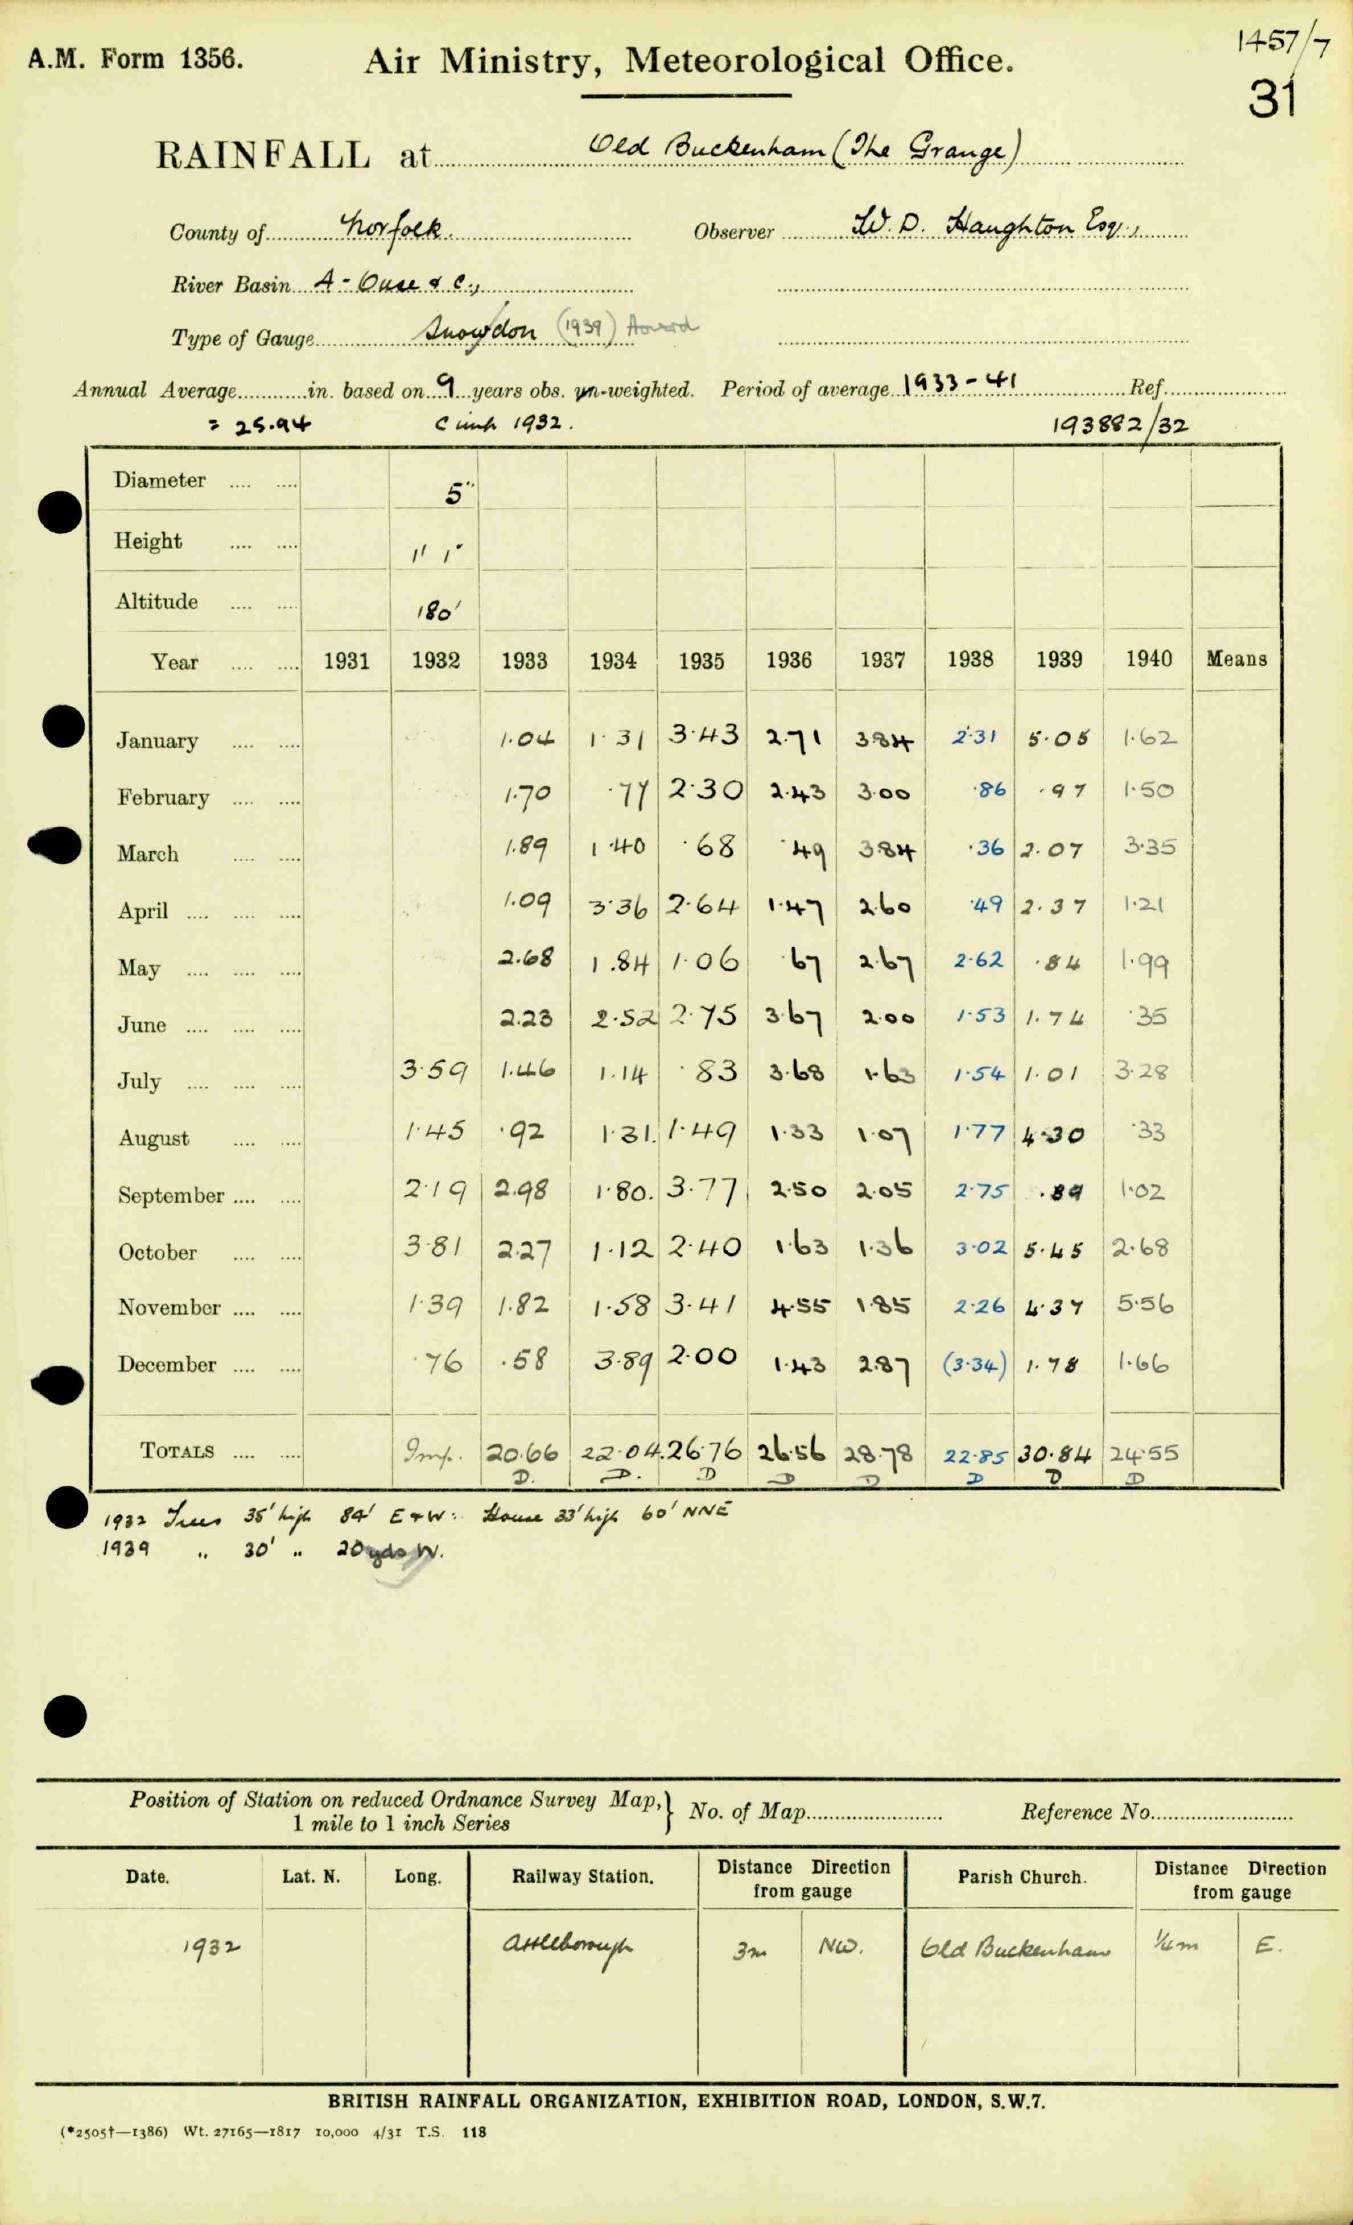 1457/7
A.M. Form 1356. Air Ministry, Meteorological Office.
31
RAINFALL at Old Buckenham (The Grange)
County of Norfolk. Observer W. D. Haughton Esq.,
River Basin A - Ouse & C.,
Type of Gauge Snowdon (1939)
Annual Average in. based on 9 years obs. un-weighted. Period of average 1933-41 Ref.
= 25.94 1932. 193882/32
Diameter .... .... 5"
Height .... .... 1' 1"
Altitude .... .... 180'
Year .... .... 1931 1932 1933 1934 1935 1936 1937 1938 1939 1940 Means
January .... .... 1.04 1.31 3.43 2.71 3.84 2.31 5.05 1.62
February .... .... 1.70 .77 2.30 2.43 3.00 .86 .97 1.50
March .... .... 1.89 1.40 .68 .49 3.84 .36 2.07 3.35
April .... .... .... 1.09 3.36 2.64 1.47 2.60 .49 2.37 1.21
May .... .... .... 2.68 1.84 1.06 .67 2.67 2.62 .84 1.99
June .... .... .... 2.23 2.52 2.75 3.67 2.00 1.53 1.74 .35
July .... .... .... 3.59 1.46 1.14 .83 3.68 1.63 1.54 1.01 3.28
August .... .... 1.45 .92 1.31. 1.49 1.33 1.07 1.77 4.30 .33
September .... .... 2.19 2.98 1.80. 3.77 2.50 2.05 2.75 .89 1.02
October .... .... 3.81 2.27 1.12 2.40 1.63 1.36 3.02 5.45 2.68
November .... .... 1.39 1.82 1.58 3.41 4.55 1.85 2.26 4.37 5.56
December .... .... .76 .58 3.89 2.00 1.43 2.87 (3.34) 1.78 1.66
TOTALS .... .... Imp. 20.66 22.04. 26.76 26.56 28.78 22.85 30.84 24.55
D. D. D D D D D D
1932 Trees 35' high 84' E & W: House 33' high 60' NNE
1939 " 30' " 20 yds W.
Position of Station on reduced Ordnance Survey Map, } No. of Map Reference No.
1 mile to 1 inch Series
Date. Lat. N. Long. Railway Station. Distance Direction from gauge Parish Church. Distance Direction from gauge
1932 Attleborough 3m NW. Old Buckenham ¼m E.
BRITISH RAINFALL ORGANIZATION, EXHIBITION ROAD, LONDON, S.W.7.
(*2505†—1386) Wt. 27165—1817 10,000 4/31 T.S. 118